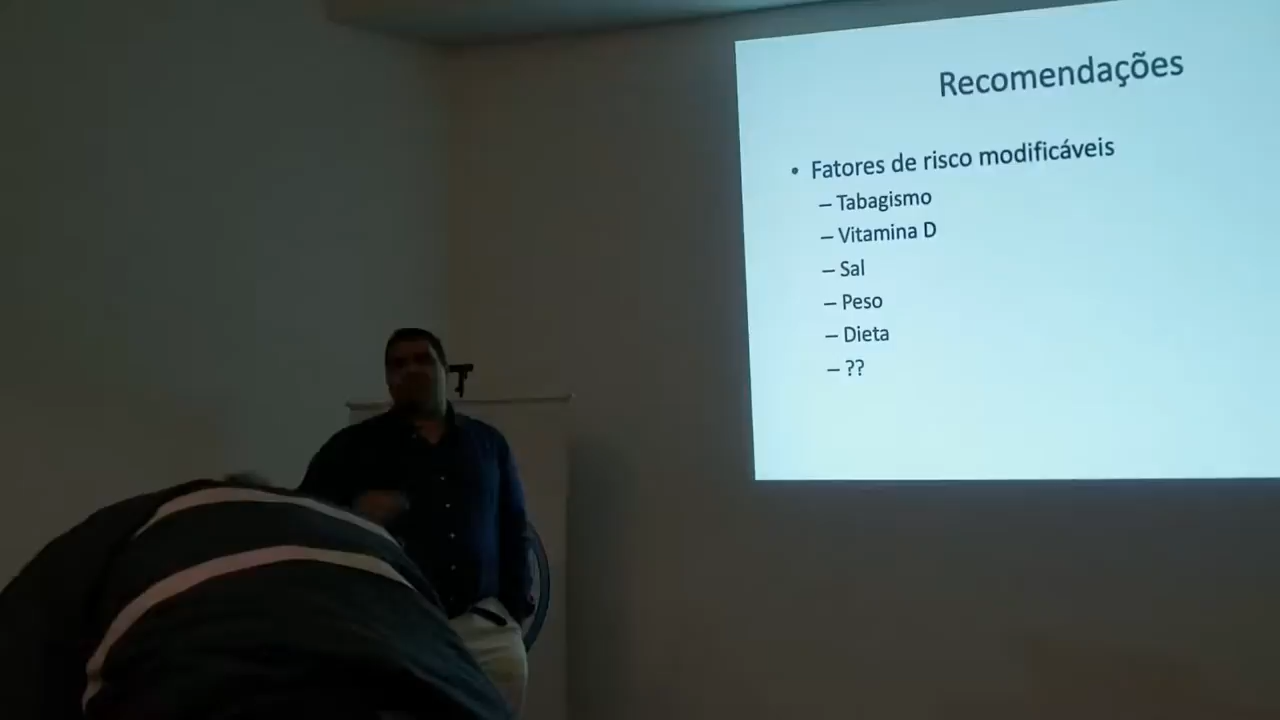 Recomendações
• Fatores de risco modificáveis
– Tabagismo
– Vitamina D
– Sal
– Peso
– Dieta
– ??